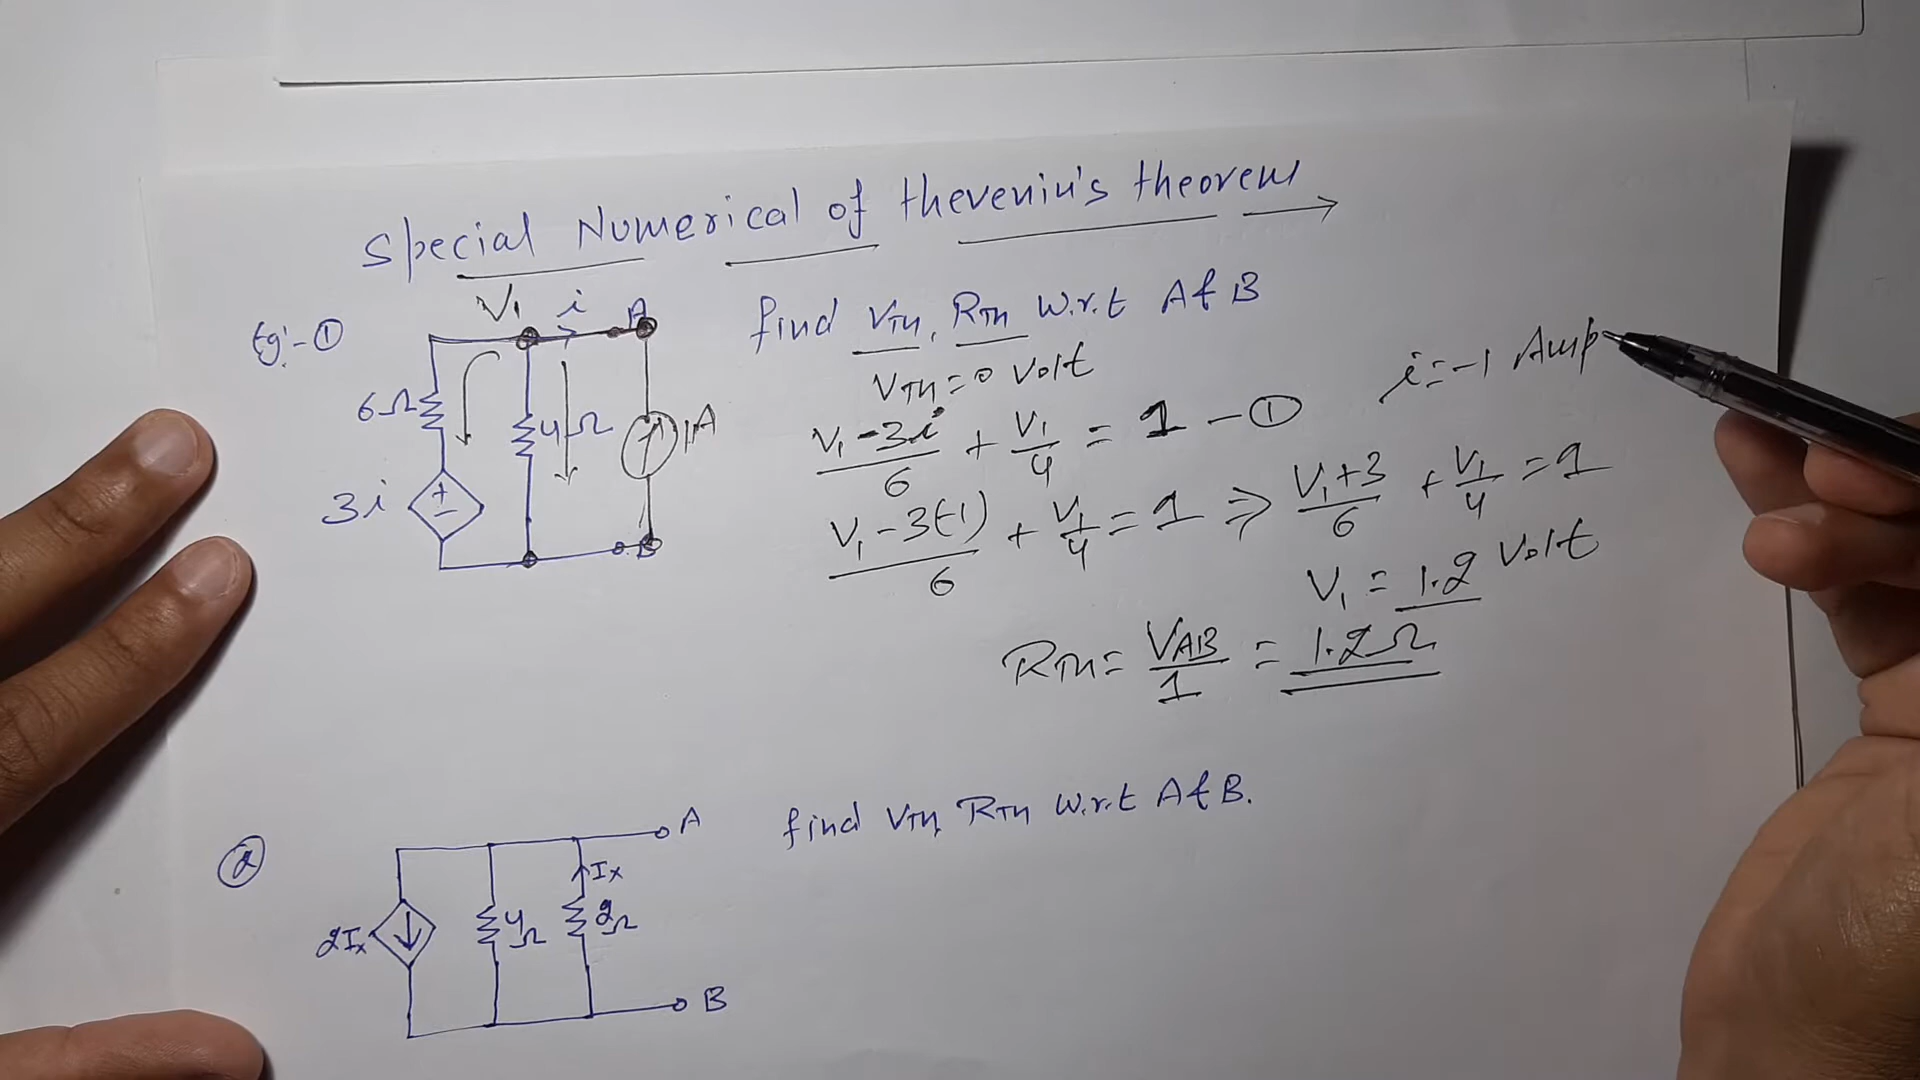 Special Numerical of thevenin's theorem →
Eg:- ①
V₁ i A
6Ω
4Ω
1A
3i
+
-
B
find VTH, RTH w.r.t A & B
VTH = 0 Volt
i = -1 Amp
(V₁ - 3i)/6 + V₁/4 = 1 - ①
(V₁ - 3(-1))/6 + V₁/4 = 1 ⇒ (V₁+3)/6 + V₁/4 = 1
V₁ = 1.2 Volt
RTH = VAB/1 = 1.2Ω
②
A
find VTH, RTH w.r.t A & B.
Ix
2Ix
4Ω
2Ω
B